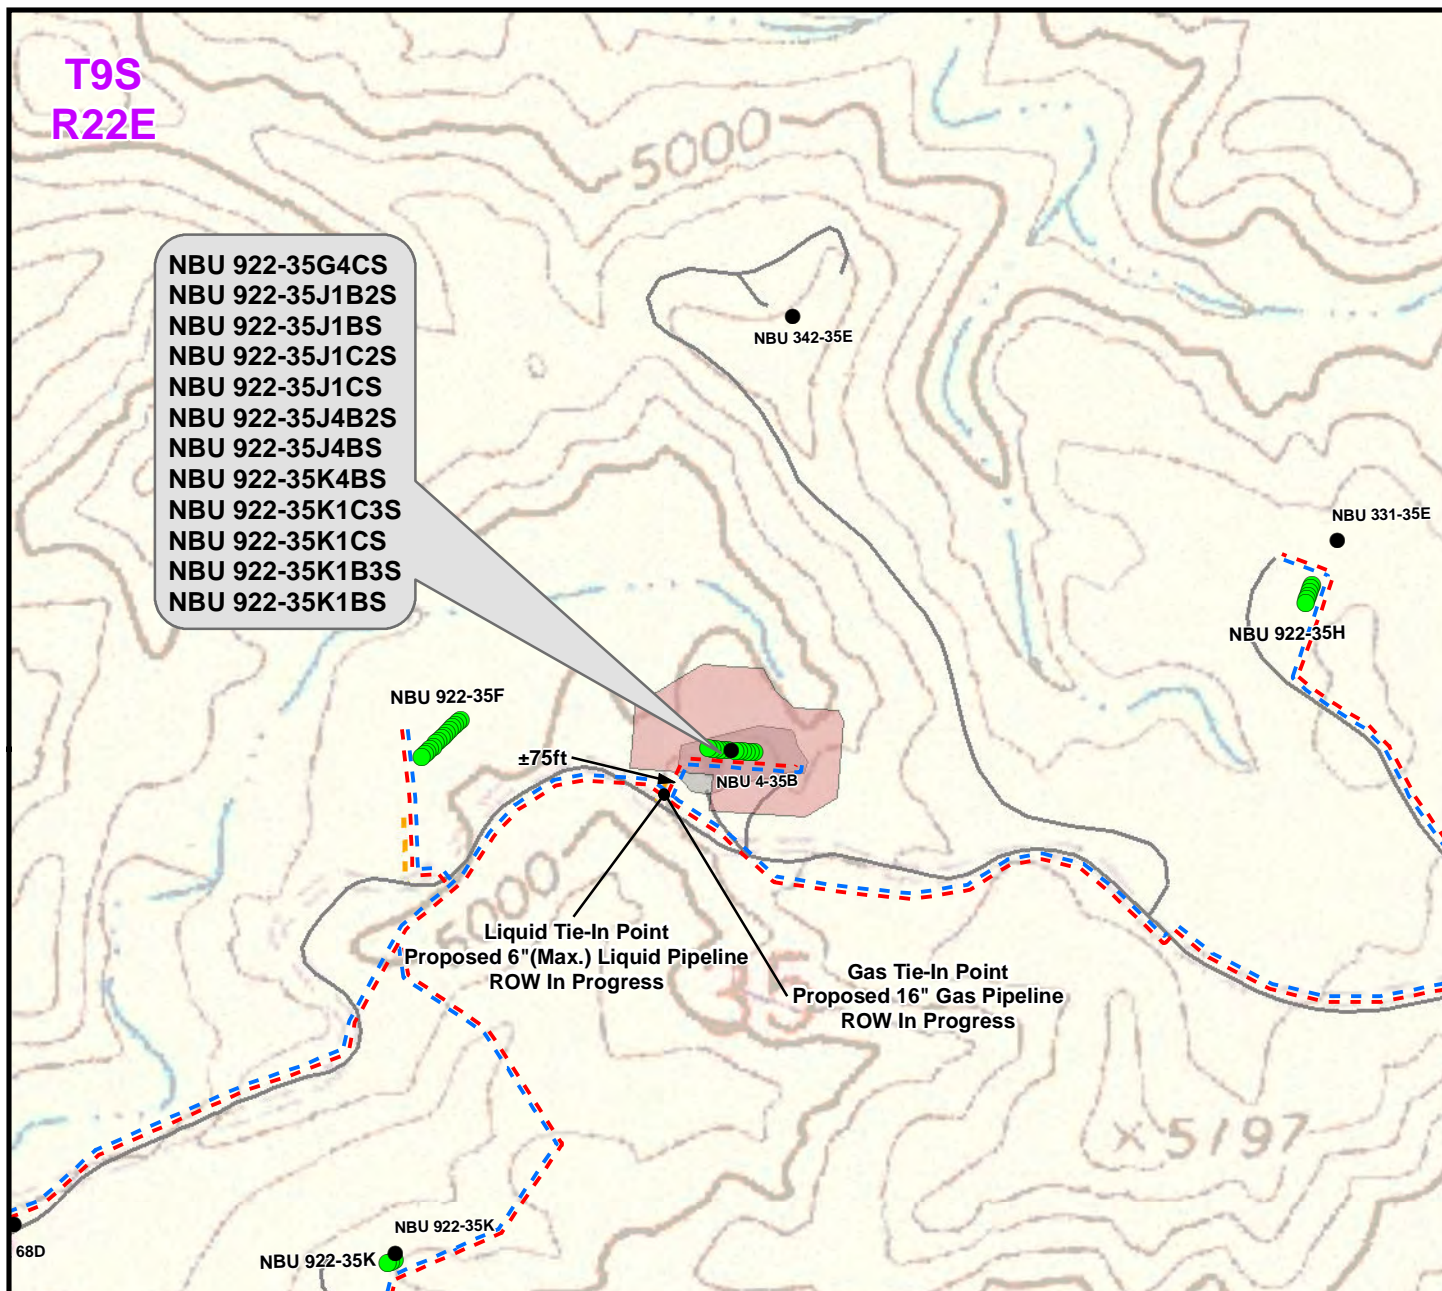 T9S
R22E
5000
NBU 922-35G4CS
NBU 922-35J1B2S
NBU 922-35J1BS
NBU 922-35J1C2S
NBU 922-35J1CS
NBU 922-35J4B2S
NBU 922-35J4BS
NBU 922-35K4BS
NBU 922-35K1C3S
NBU 922-35K1CS
NBU 922-35K1B3S
NBU 922-35K1BS
NBU 342-35E
NBU 331-35E
NBU 922-35H
NBU 922-35F
±75ft
NBU 4-35B
5000
Liquid Tie-In Point
Proposed 6"(Max.) Liquid Pipeline
ROW In Progress
35
Gas Tie-In Point
Proposed 16" Gas Pipeline
ROW In Progress
X 5197
NBU 922-35K
NBU 922-35K
68D